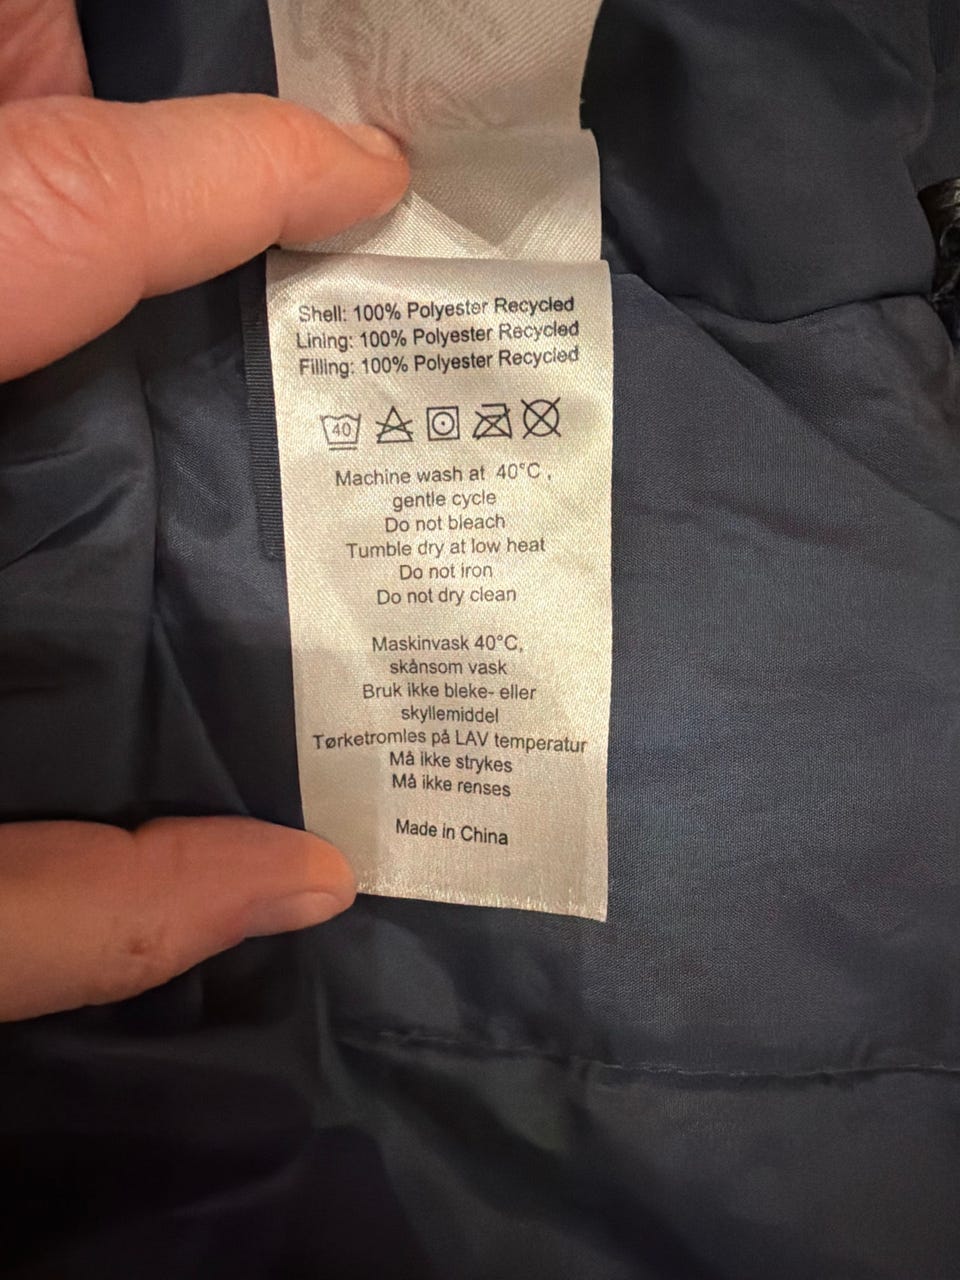 Shell: 100% Polyester Recycled
Lining: 100% Polyester Recycled
Filling: 100% Polyester Recycled
40
Machine wash at 40°C ,
gentle cycle
Do not bleach
Tumble dry at low heat
Do not iron
Do not dry clean
Maskinvask 40°C,
skånsom vask
Bruk ikke bleke- eller
skyllemiddel
Tørketromles på LAV temperatur
Må ikke strykes
Må ikke renses
Made in China